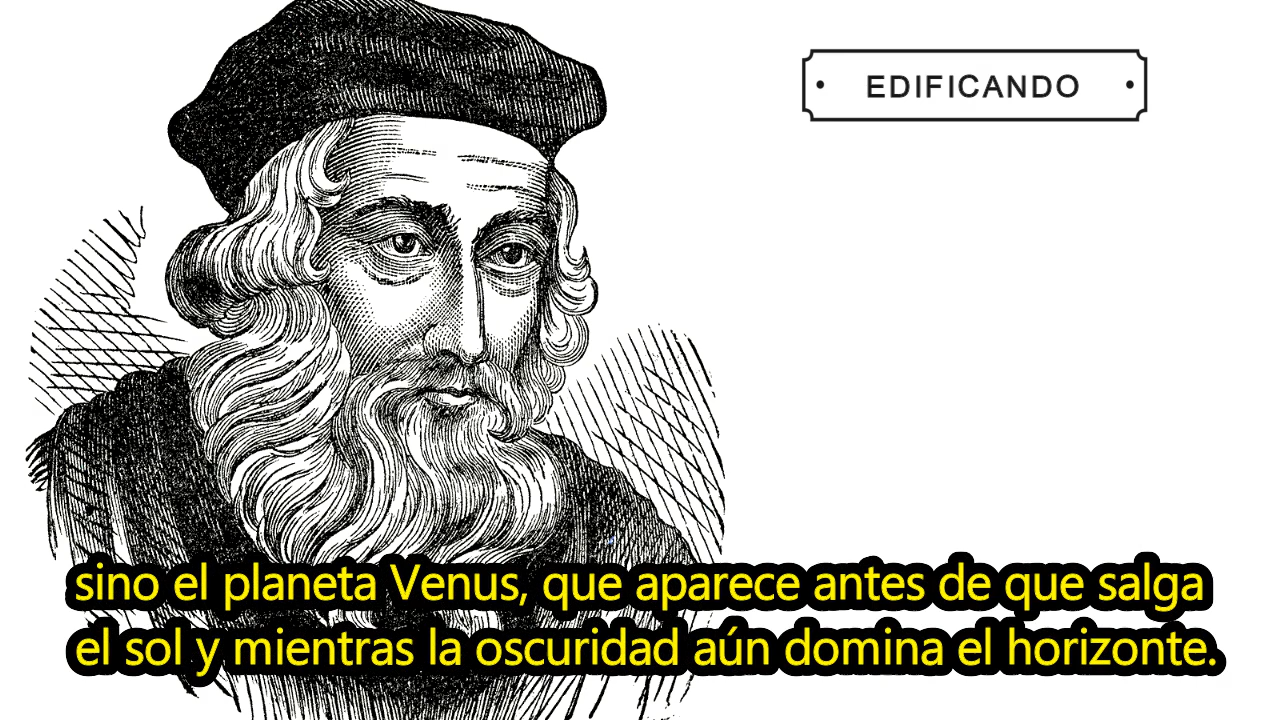 EDIFICANDO
sino el planeta Venus, que aparece antes de que salga
el sol y mientras la oscuridad aún domina el horizonte.